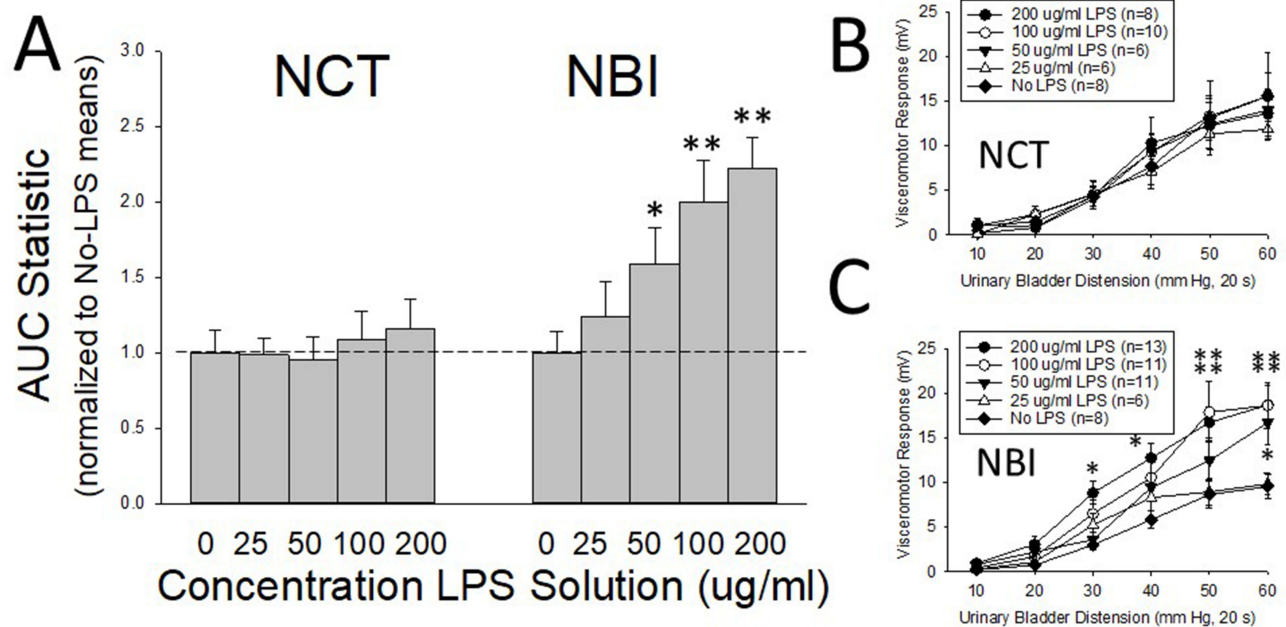 A
AUC Statistic
(normalized to No-LPS means)
3.0
2.5
2.0
1.5
1.0
0.5
0.0
NCT
NBI
*
**
**
0 25 50 100 200
0 25 50 100 200
Concentration LPS Solution (ug/ml)
B
Visceromotor Response (mV)
25
20
15
10
5
0
200 ug/ml LPS (n=8)
100 ug/ml LPS (n=10)
50 ug/ml LPS (n=6)
25 ug/ml (n=6)
No LPS (n=8)
NCT
10 20 30 40 50 60
Urinary Bladder Distension (mm Hg, 20 s)
C
Visceromotor Response (mV)
25
20
15
10
5
0
200 ug/ml LPS (n=13)
100 ug/ml LPS (n=11)
50 ug/ml LPS (n=11)
25 ug/ml LPS (n=6)
No LPS (n=8)
** **
** **
*
*
*
NBI
10 20 30 40 50 60
Urinary Bladder Distension (mm Hg, 20 s)